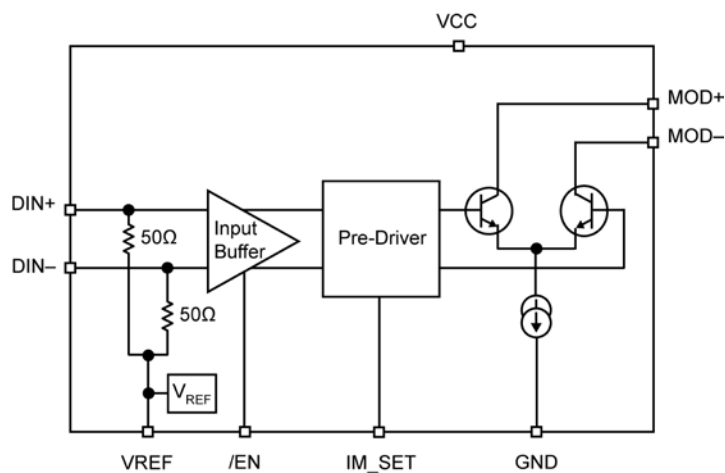 VCC
MOD+
MOD–
DIN+
DIN–
50Ω
50Ω
Input
Buffer
Pre-Driver
VREF
VREF
/EN
IM_SET
GND